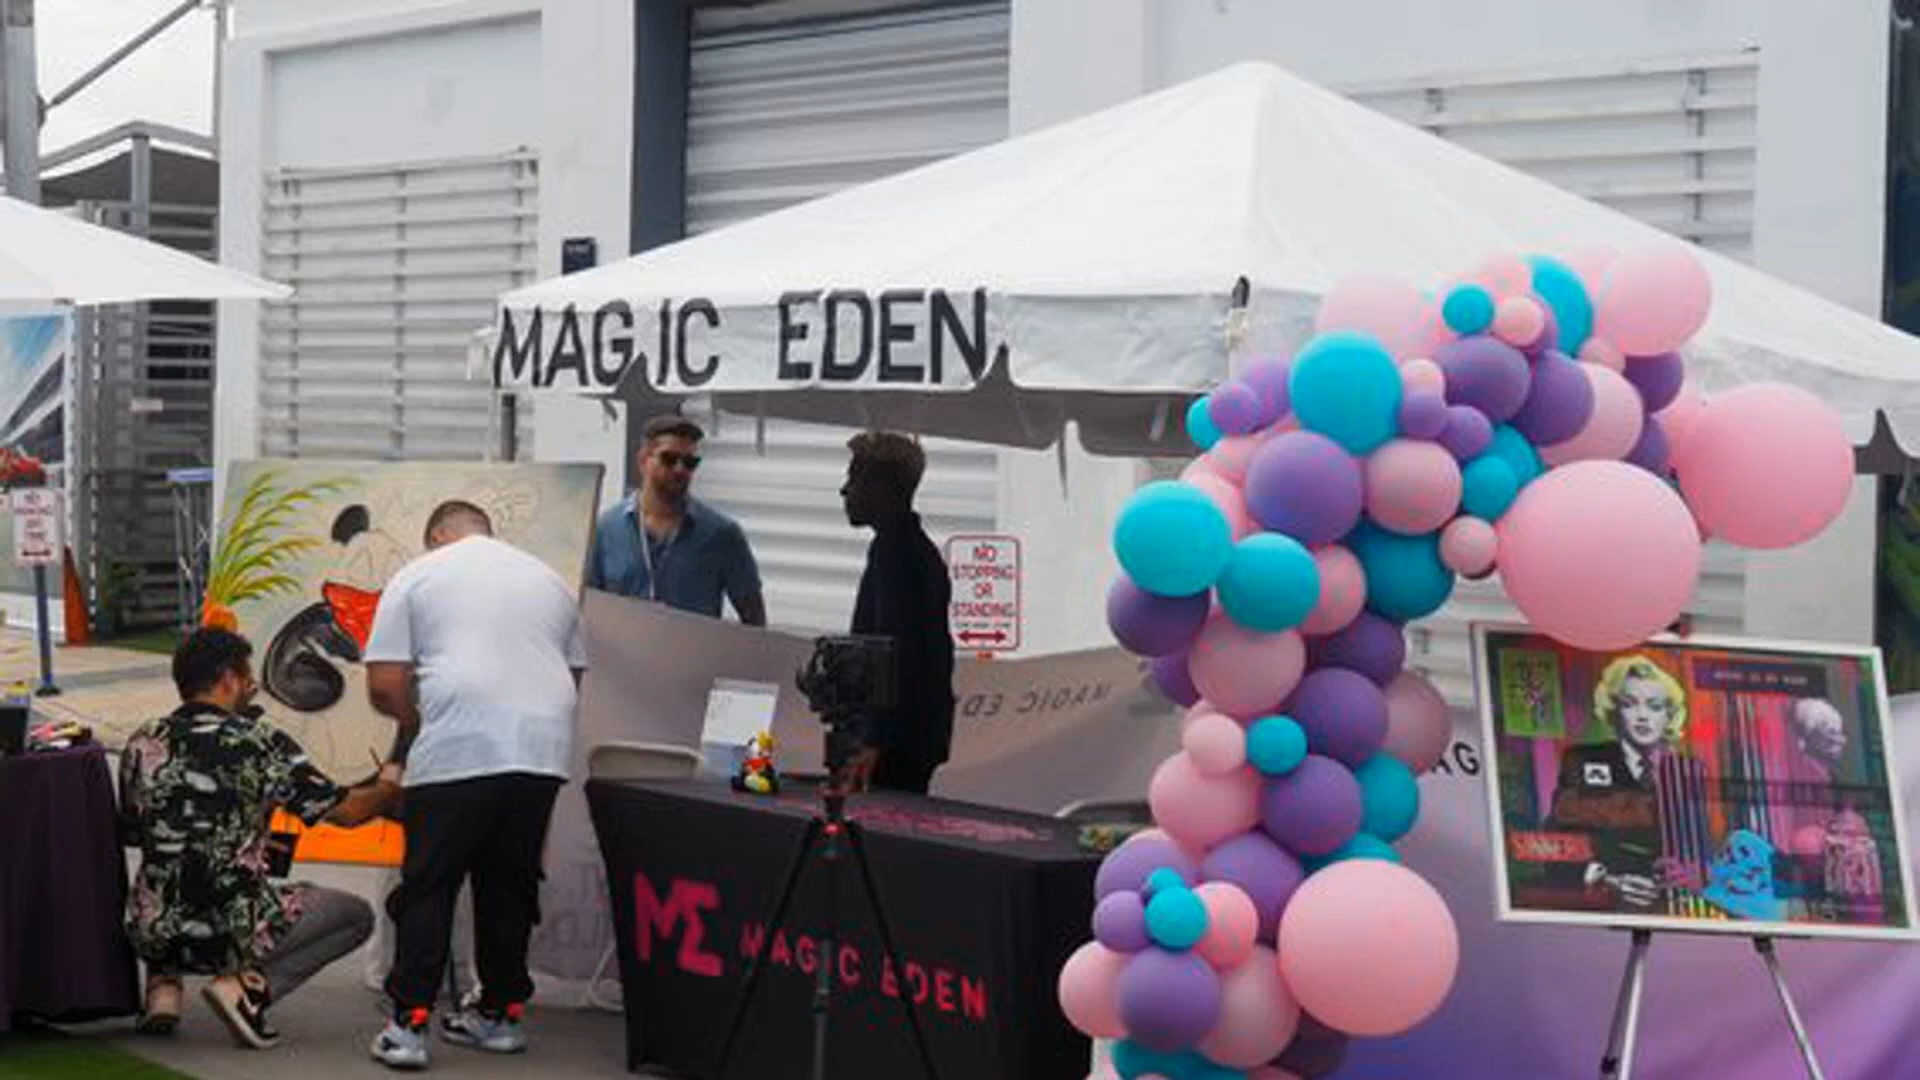 MAGIC EDEN
NO
STOPPING
OR
STANDING
MAGIC EDEN
ME MAGIC EDEN
SINNERS